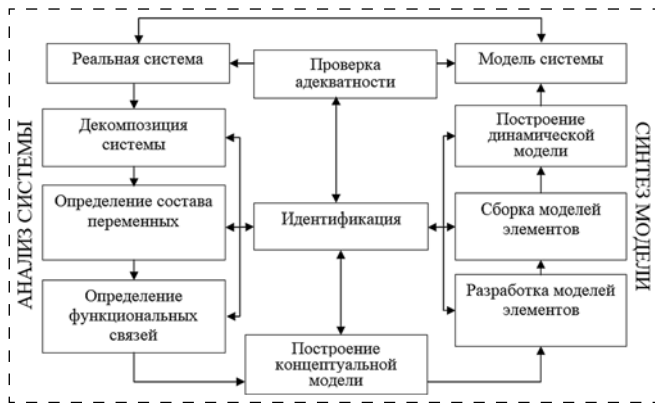 АНАЛИЗ СИСТЕМЫ
Реальная система
Декомпозиция
системы
Определение состава
переменных
Определение
функциональных
связей
Проверка
адекватности
Идентификация
Построение
концептуальной
модели
Модель системы
Построение
динамической
модели
Сборка моделей
элементов
Разработка моделей
элементов
СИНТЕЗ МОДЕЛИ